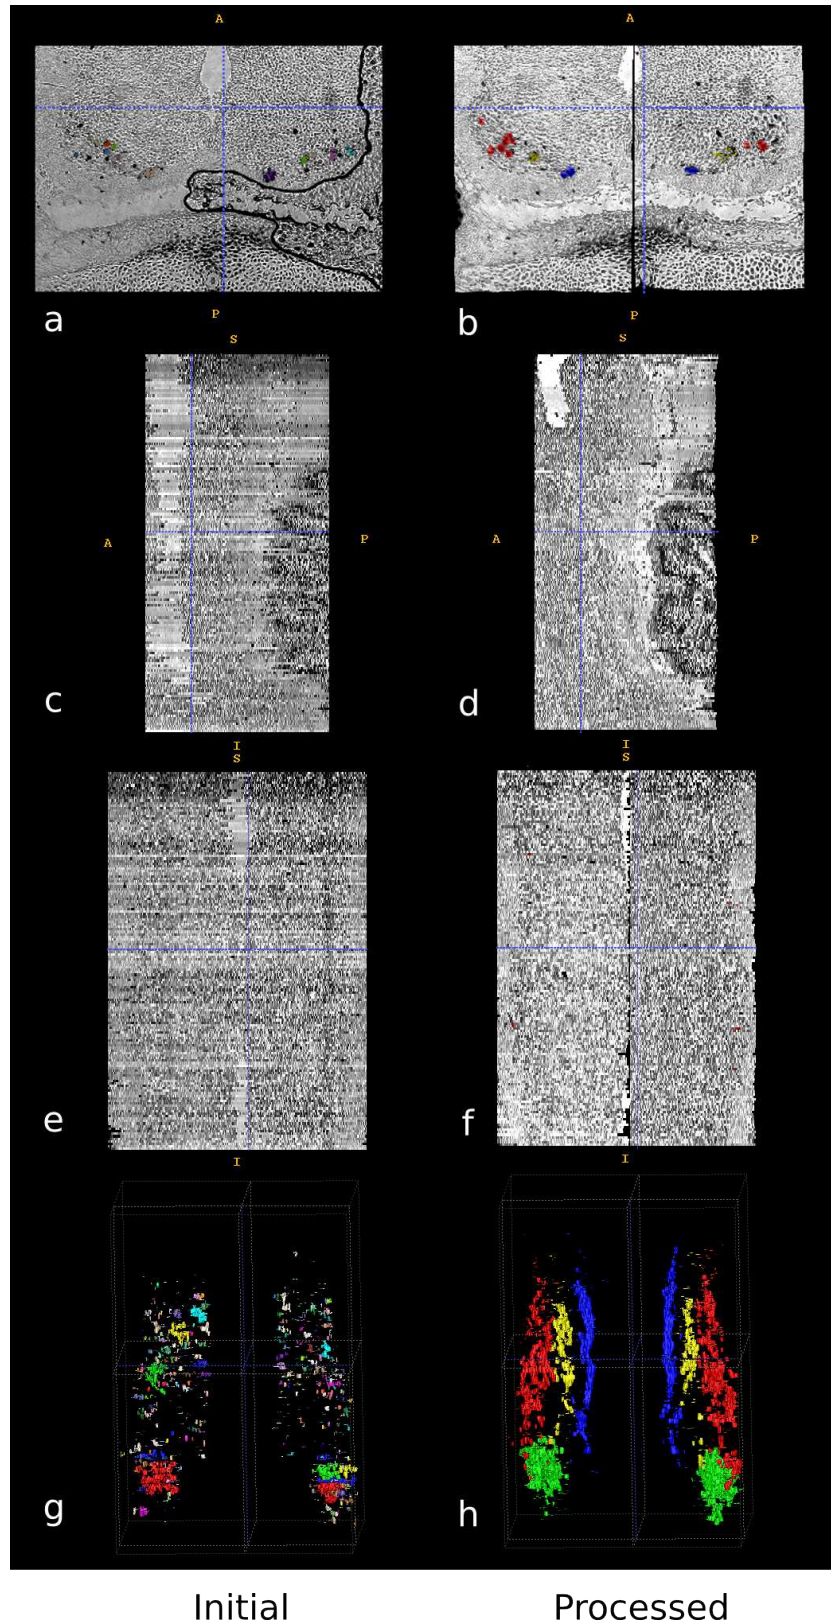 A A
P P
a b
S S
A P A P
c d
I I
S S
e f
I I
g h
Initial Processed